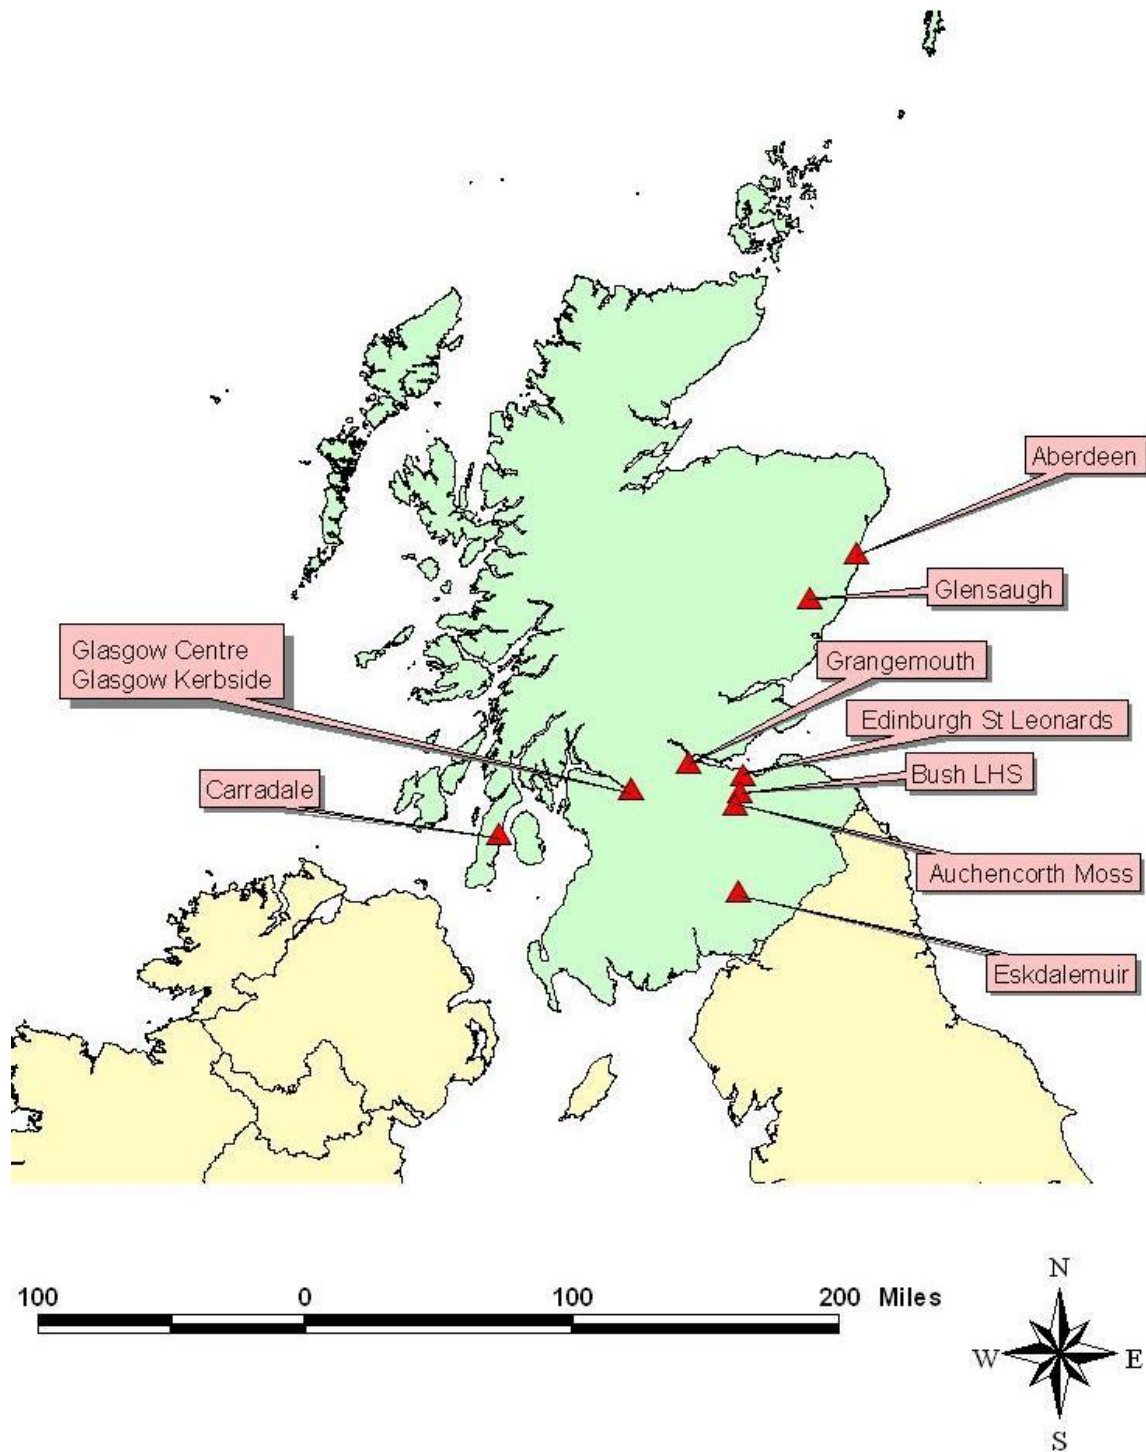 Aberdeen
Glensaugh
Glasgow Centre
Glasgow Kerbside
Grangemouth
Edinburgh St Leonards
Bush LHS
Carradale
Auchencorth Moss
Eskdalemuir
100 0 100 200 Miles
N
W E
S